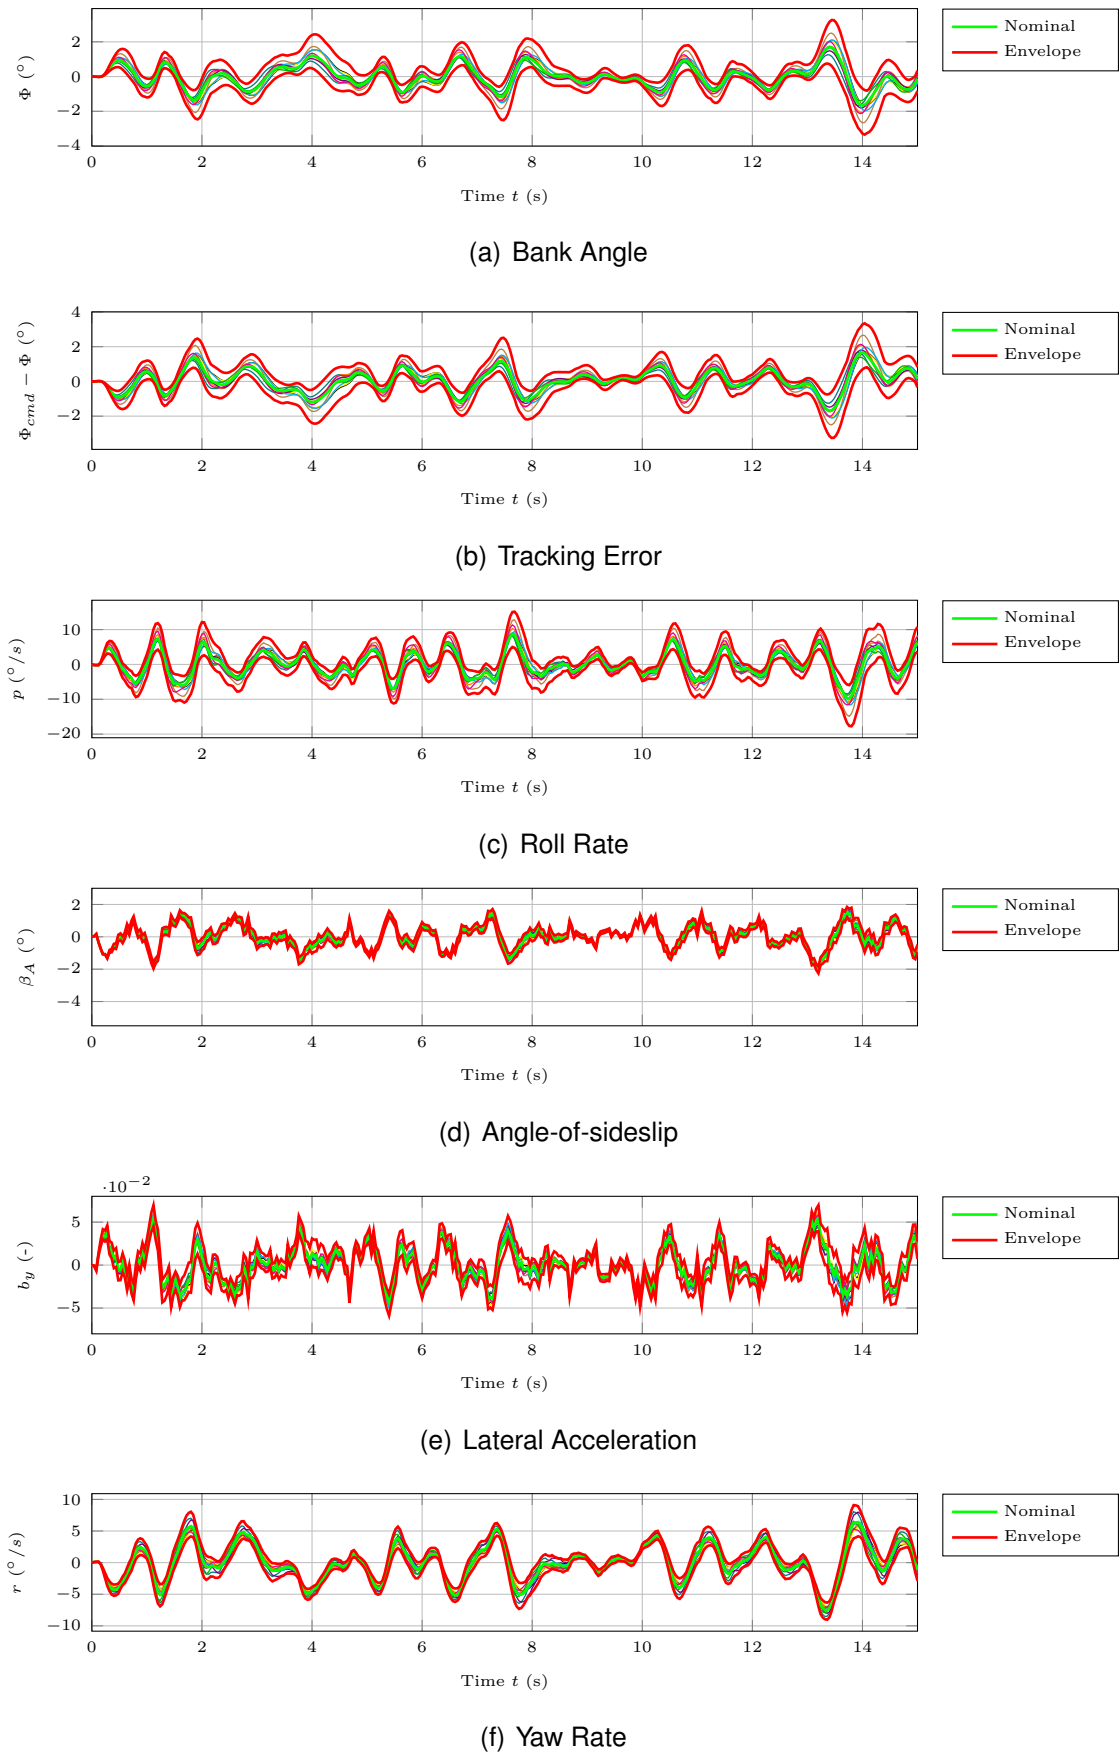 2
0
−2
−4
Φ (°)
0 2 4 6 8 10 12 14
Time t (s)
Nominal
Envelope
(a) Bank Angle
4
2
0
−2
Φcmd − Φ (°)
0 2 4 6 8 10 12 14
Time t (s)
Nominal
Envelope
(b) Tracking Error
10
0
−10
−20
p (°/s)
0 2 4 6 8 10 12 14
Time t (s)
Nominal
Envelope
(c) Roll Rate
2
0
−2
−4
βA (°)
0 2 4 6 8 10 12 14
Time t (s)
Nominal
Envelope
(d) Angle-of-sideslip
·10−2
5
0
−5
by (-)
0 2 4 6 8 10 12 14
Time t (s)
Nominal
Envelope
(e) Lateral Acceleration
10
5
0
−5
−10
r (°/s)
0 2 4 6 8 10 12 14
Time t (s)
Nominal
Envelope
(f) Yaw Rate